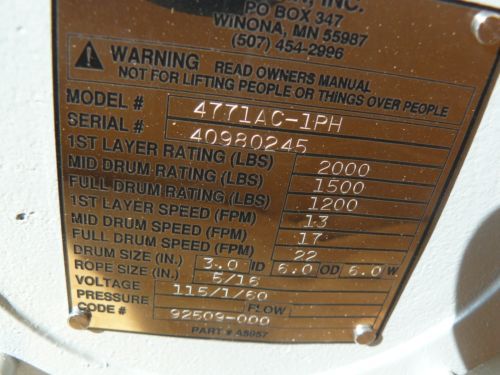 INC.
PO BOX 347
WINONA, MN 55987
(507) 454-2996
WARNING READ OWNERS MANUAL
NOT FOR LIFTING PEOPLE OR THINGS OVER PEOPLE
MODEL # 4771AC-1PH
SERIAL # 40980245
1ST LAYER RATING (LBS) 2000
MID DRUM RATING (LBS) 1500
FULL DRUM RATING (LBS) 1200
1ST LAYER SPEED (FPM) 13
MID DRUM SPEED (FPM) 17
FULL DRUM SPEED (FPM) 22
DRUM SIZE (IN.) 3.0 ID 6.0 OD 6.0 W
ROPE SIZE (IN.) 5/16
VOLTAGE 115/1/60
PRESSURE FLOW
CODE # 92509-000
PART # A5057